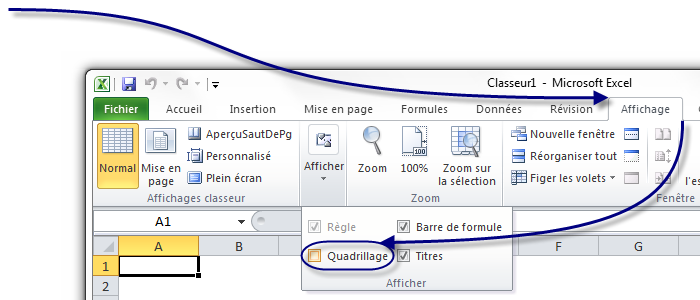 Classeur1 - Microsoft Excel
Fichier Accueil Insertion Mise en page Formules Données Révision Affichage
Normal
Mise en page
AperçuSautDePg
Personnalisé
Plein écran
Affichages classeur
Afficher
Zoom
100%
Zoom sur la sélection
Zoom
Nouvelle fenêtre
Réorganiser tout
Figer les volets
Fenêtre
A1
Règle
Barre de formule
Quadrillage
Titres
Afficher
A B F G H
1
2